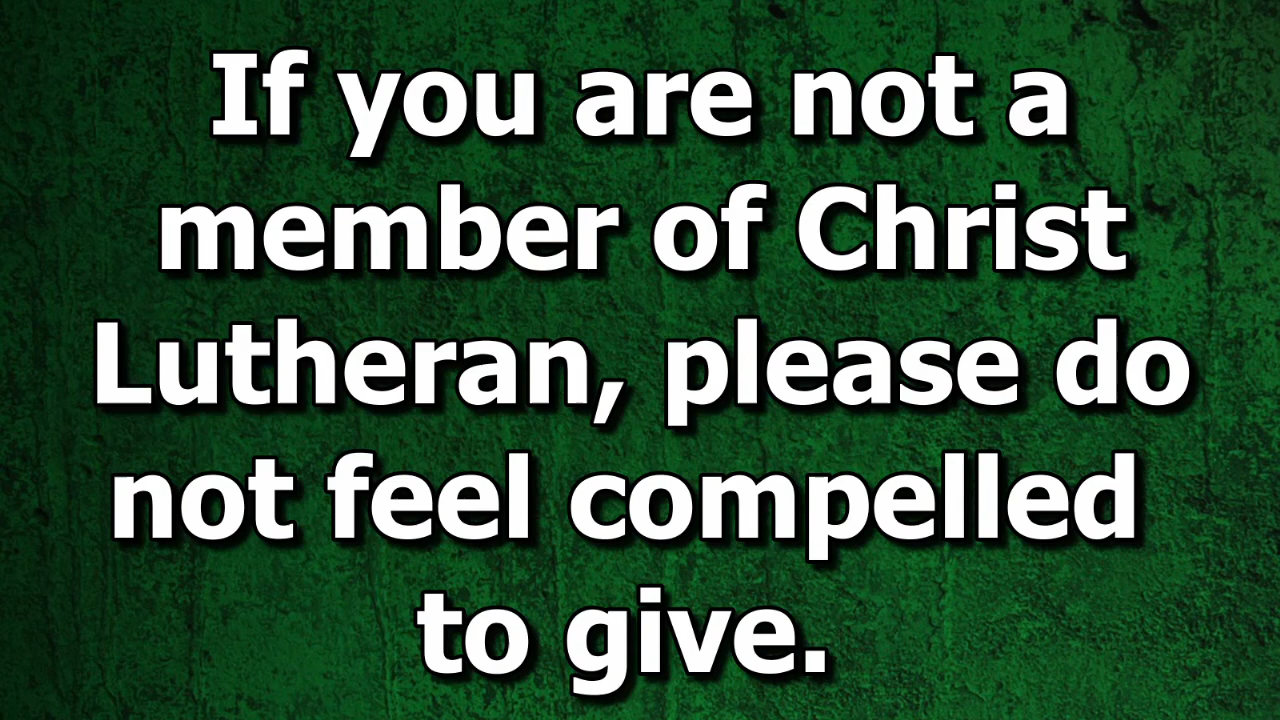 If you are not a
member of Christ
Lutheran, please do
not feel compelled
to give.